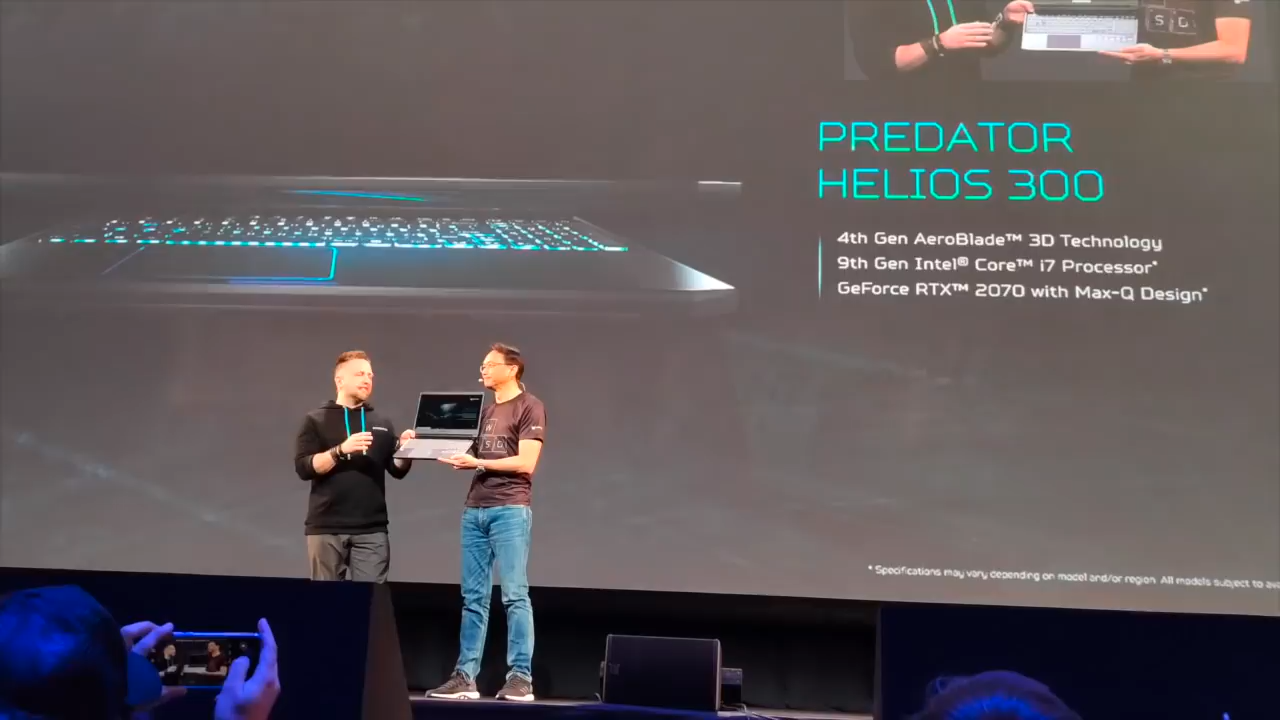 S D
PREDATOR
HELIOS 300
4th Gen AeroBlade™ 3D Technology
9th Gen Intel® Core™ i7 Processor*
GeForce RTX™ 2070 with Max-Q Design*
W
S D
* Specifications may vary depending on model and/or region. All models subject to